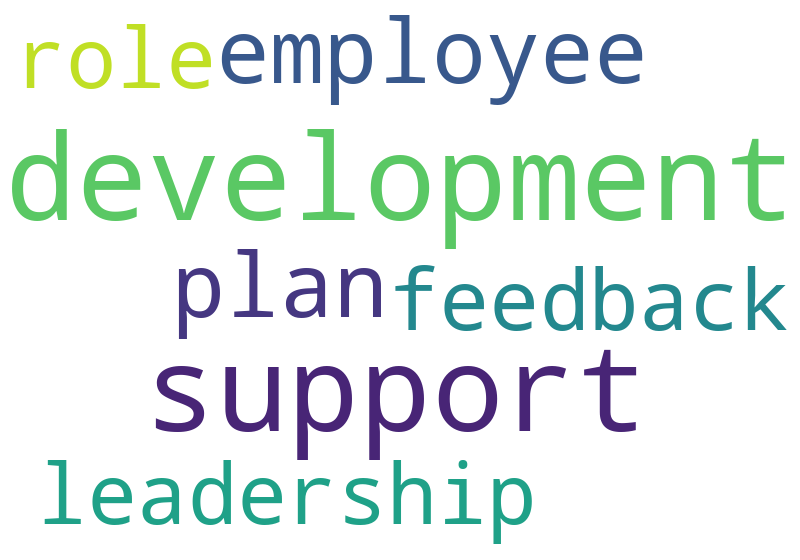 role employee
development
plan feedback
support
leadership